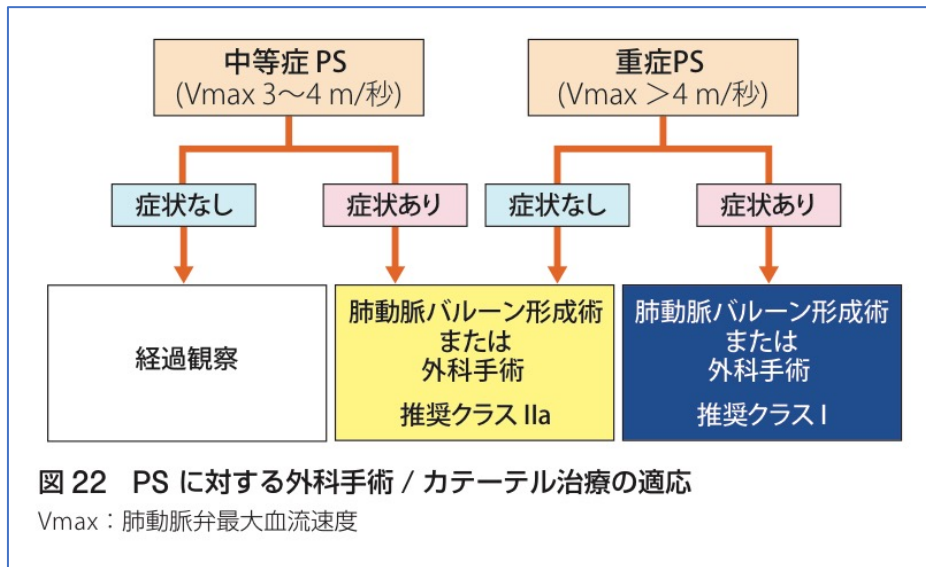 中等症 PS
(Vmax 3〜4 m/秒)
重症PS
(Vmax ＞4 m/秒)
症状なし
症状あり
症状なし
症状あり
経過観察
肺動脈バルーン形成術
または
外科手術
推奨クラス IIa
肺動脈バルーン形成術
または
外科手術
推奨クラス I
図 22　PS に対する外科手術 / カテーテル治療の適応
Vmax：肺動脈弁最大血流速度